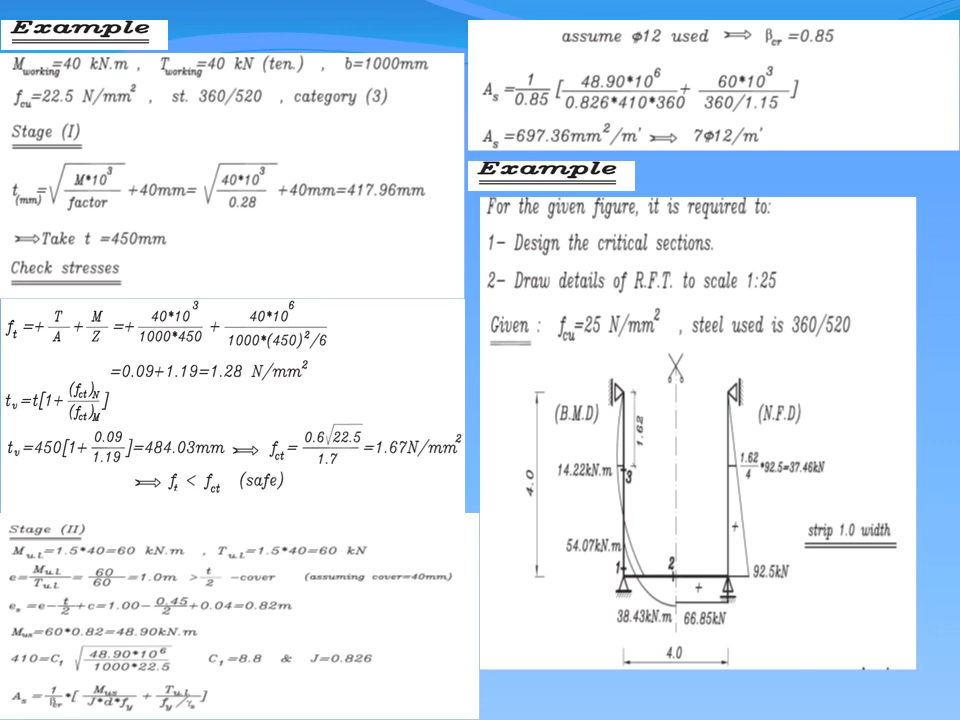 Example
M_working=40 kN.m , T_working=40 kN (ten.) , b=1000mm
f_cu=22.5 N/mm² , st. 360/520 , category (3)
Stage (I)
t_(mm)=√(M*10³/factor) +40mm= √(40*10³/0.28) +40mm=417.96mm
⟹Take t =450mm
Check stresses
f_t =+ T/A + M/Z =+ 40*10³/1000*450 + 40*10⁶/1000*(450)²/6
=0.09+1.19=1.28 N/mm²
t_v=t[1+ (f_ct)_N/(f_ct)_M ]
t_v=450[1+ 0.09/1.19 ]=484.03mm ⟹ f_ct= 0.6√22.5/1.7 =1.67N/mm²
⟹ f_t < f_ct (safe)
Stage (II)
M_u.l=1.5*40=60 kN.m , T_u.l=1.5*40=60 kN
e= M_u.l/T_u.l = 60/60 =1.0m > t/2 -cover (assuming cover=40mm)
e_s =e- t/2 +c=1.00- 0.45/2 +0.04=0.82m
M_us=60*0.82=48.90kN.m
410=C_1 √(48.90*10⁶/1000*22.5) C_1=8.8 & J=0.826
A_s = 1/β_cr *[ M_us/J*d*f_y + T_u.l/f_y/γ_s ]
assume φ12 used ⟹ β_cr =0.85
A_s = 1/0.85 [ 48.90*10⁶/0.826*410*360 + 60*10³/360/1.15 ]
A_s =697.36mm²/m' ⟹ 7φ12/m'
Example
For the given figure, it is required to:
1- Design the critical sections.
2- Draw details of R.F.T. to scale 1:25
Given : f_cu=25 N/mm² , steel used is 360/520
(B.M.D) (N.F.D)
1.62
4.0
14.22kN.m 3 1.62/4 *92.5=37.46kN
strip 1.0 width
54.07kN.m
1 2 + 92.5kN
+
38.43kN.m 66.85kN
4.0